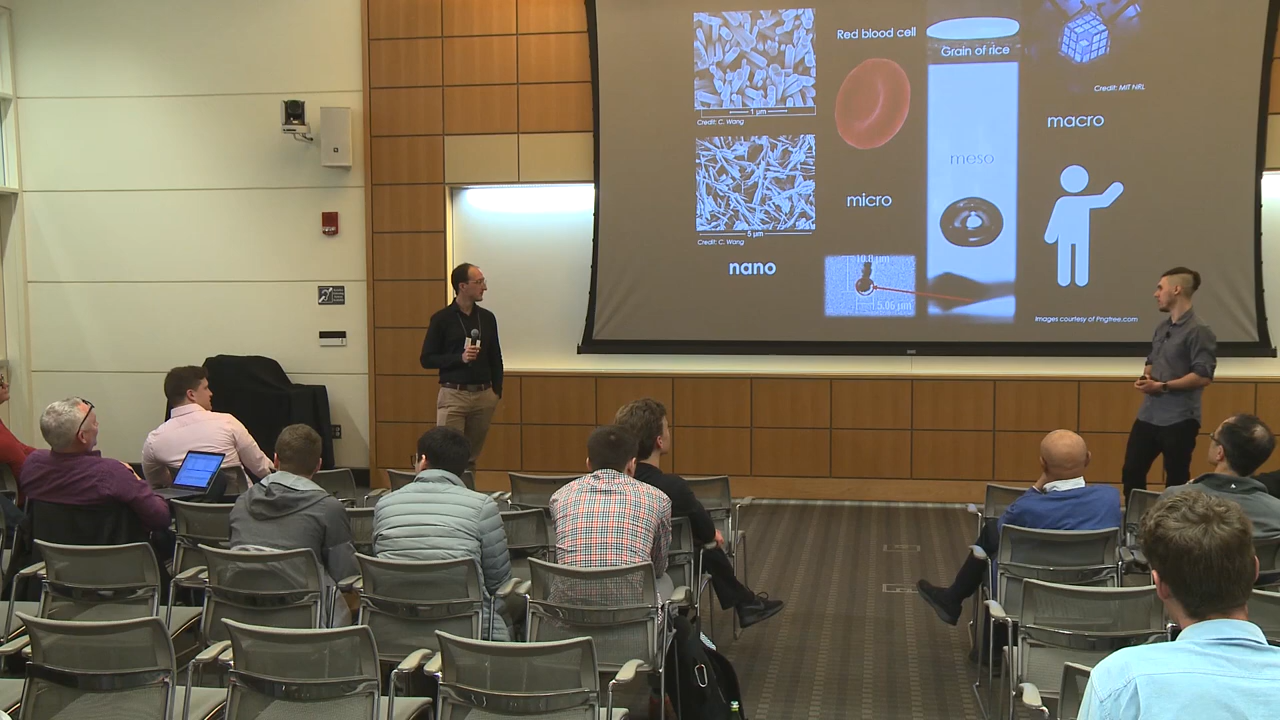 1 µm
Credit: C. Wang
5 µm
Credit: C. Wang
nano
Red blood cell
micro
10.8 µm
5.06 µm
Grain of rice
meso
Credit: MIT NRL
macro
Images courtesy of Pngtree.com